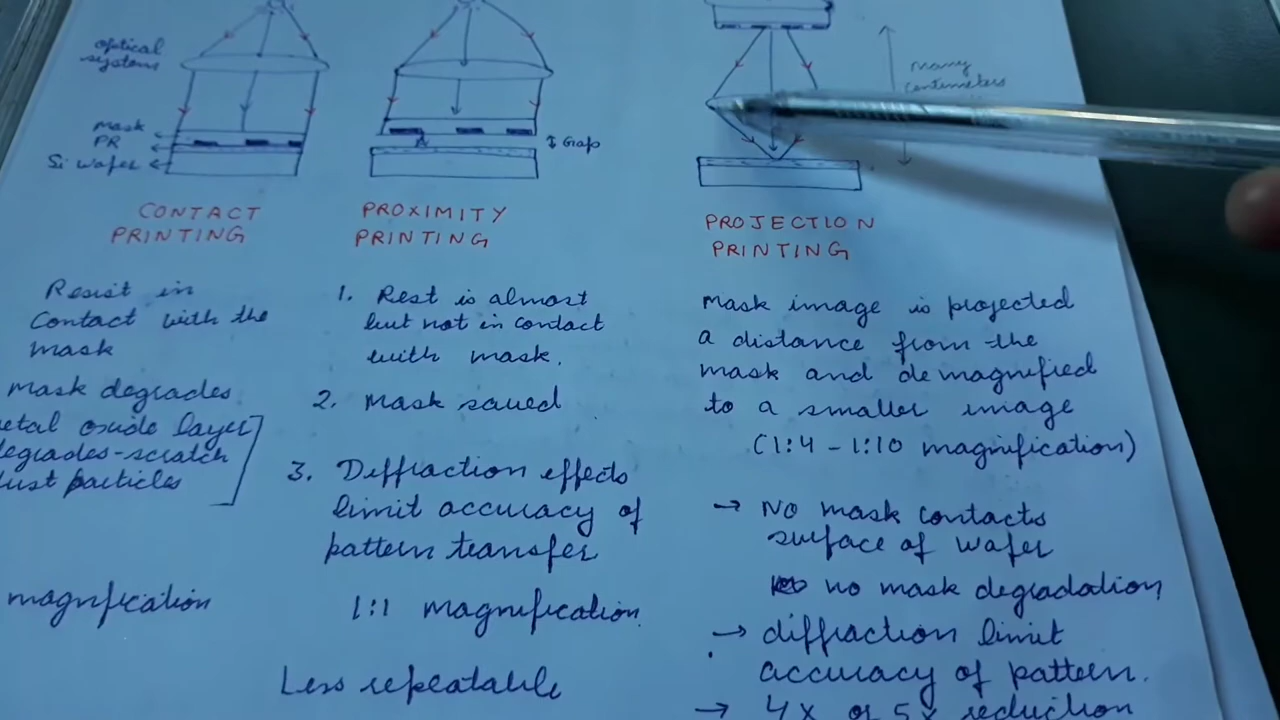 optical
systems
mask
PR
Si wafer
CONTACT
PRINTING
Resist in
contact with the
mask
mask degrades
etal oxide layer
degrades-scratch
dust particles
magnification
Gap
PROXIMITY
PRINTING
1. Rest is almost
but not in contact
with mask.
2. Mask saved
3. Diffraction effects
limit accuracy of
pattern transfer
1:1 magnification
Less repeatable
many
centimeters
PROJECTION
PRINTING
Mask image is projected
a distance from the
mask and demagnified
to a smaller image
(1:4 - 1:10 magnification)
→ No mask contacts
surface of wafer
no mask degradation
→ diffraction limit
accuracy of pattern.
→ 4x or 5x reduction